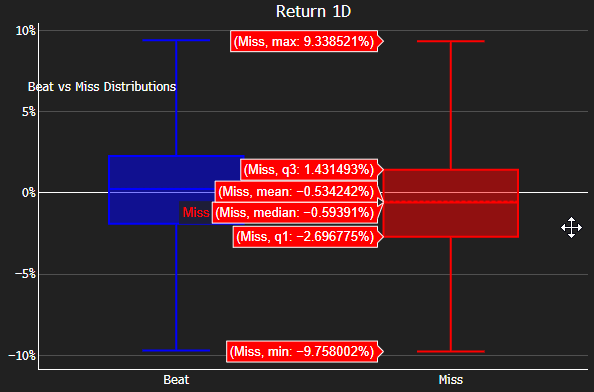 Return 1D
10%
(Miss, max: 9.338521%)
Beat vs Miss Distributions
5%
(Miss, q3: 1.431493%)
0%
(Miss, mean: −0.534242%)
Miss
(Miss, median: −0.59391%)
(Miss, q1: −2.696775%)
−5%
−10%
(Miss, min: −9.758002%)
Beat
Miss